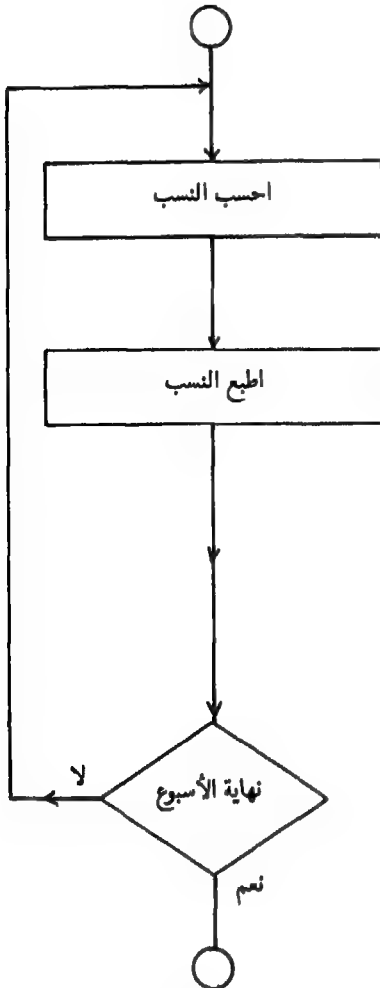 احسب النسب
اطبع النسب
نهاية الأسبوع
لا
نعم